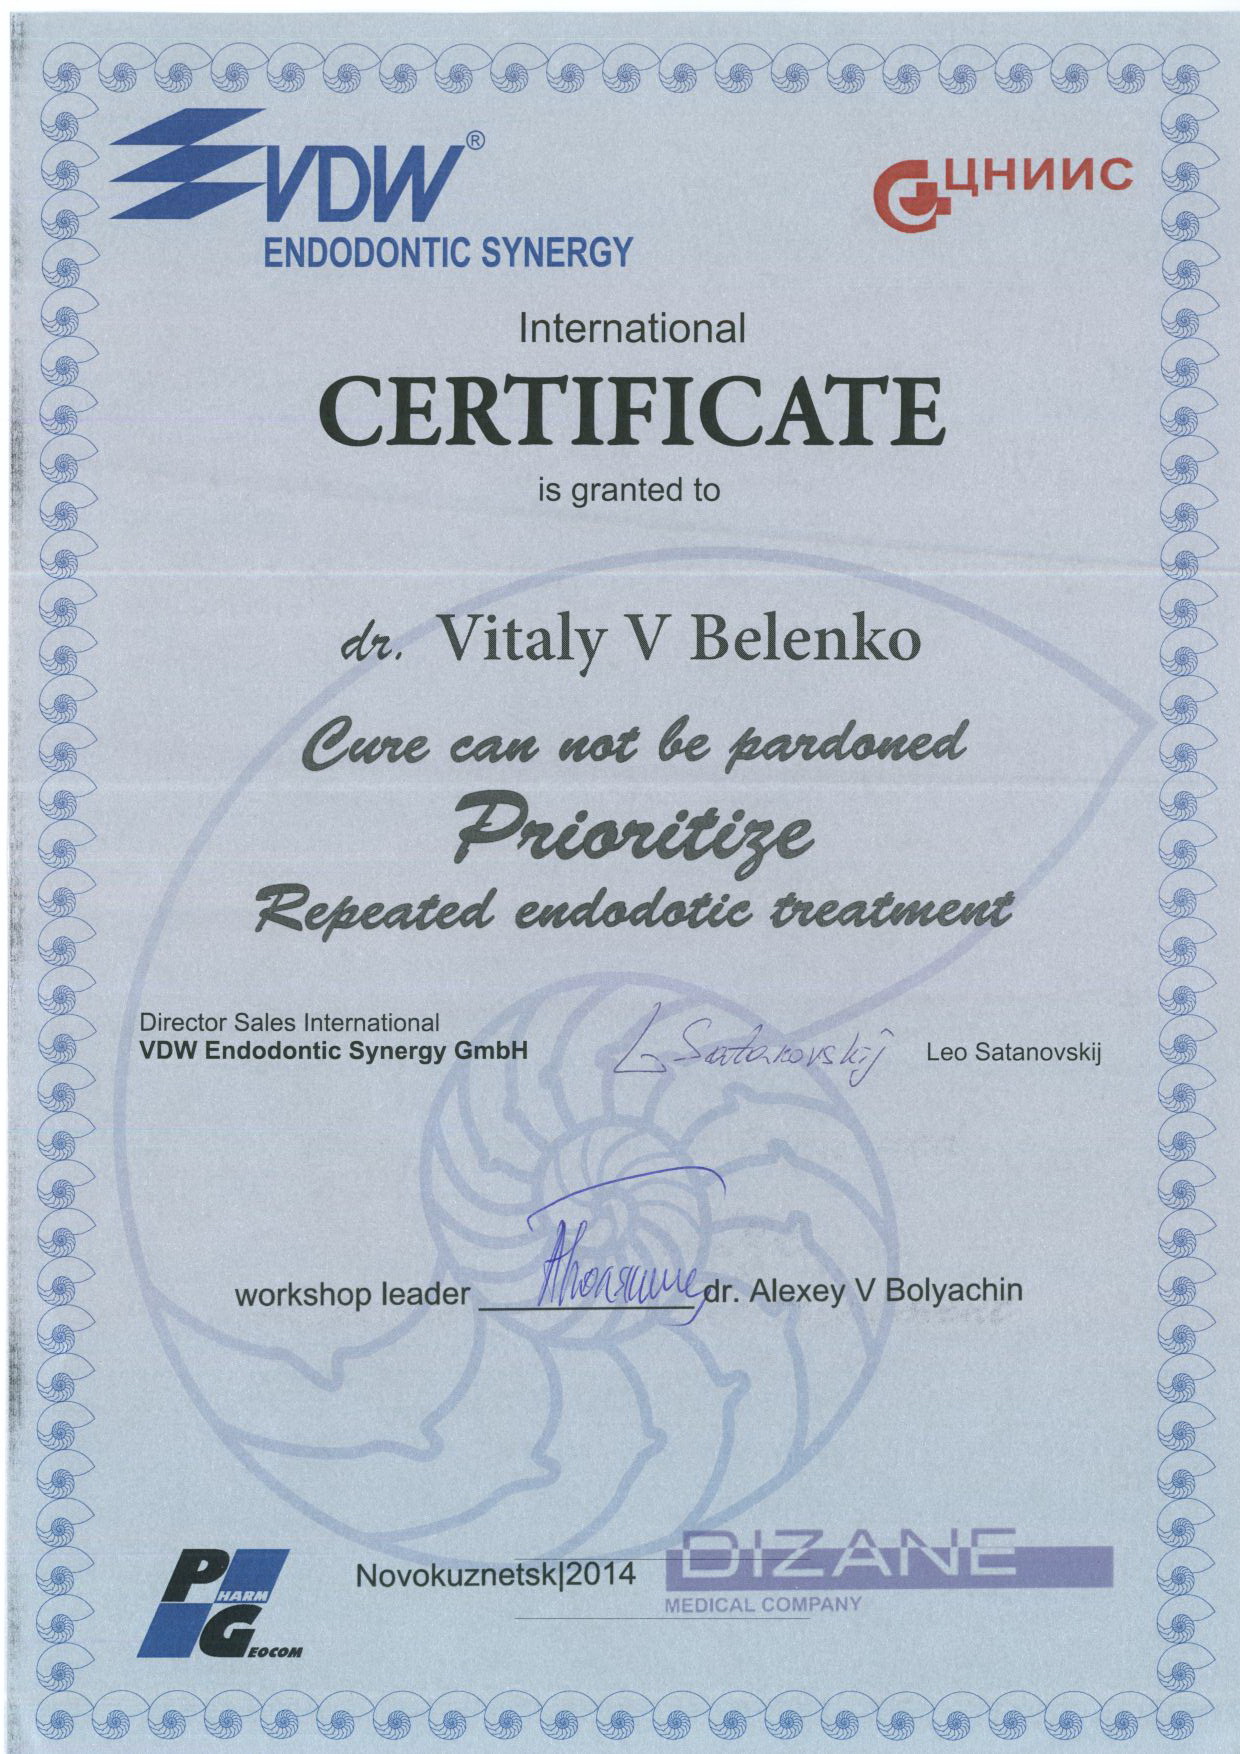 VDW®
ENDODONTIC SYNERGY
ЦНИИС
International
CERTIFICATE
is granted to
dr. Vitaly V Belenko
Cure can not be pardoned
Prioritize
Repeated endodotic treatment
Director Sales International
VDW Endodontic Synergy GmbH
L Satanovskij
Leo Satanovskij
workshop leader dr. Alexey V Bolyachin
PHARM
GEOCOM
Novokuznetsk|2014
DIZANE
MEDICAL COMPANY